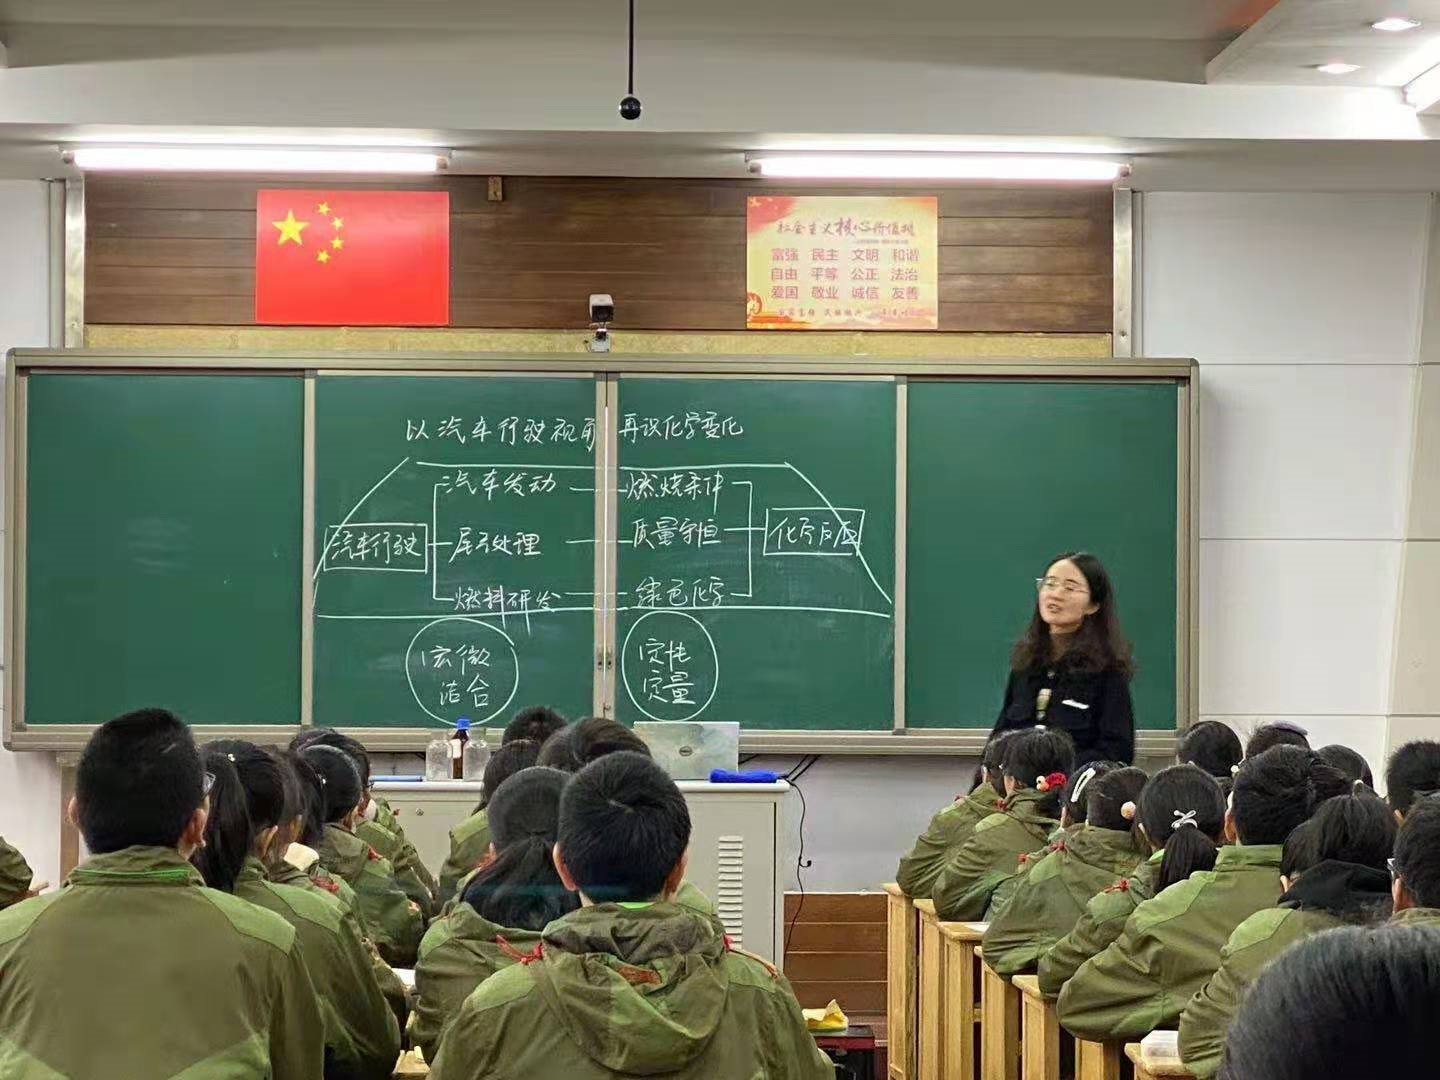 社会主义核心价值观
富强 民主 文明 和谐
自由 平等 公正 法治
爱国 敬业 诚信 友善
以汽车行驶视角 再识化学变化
汽车发动 燃烧条件
汽车行驶 尾气处理 质量守恒 化学反应
燃料研发 绿色化学
宏微 定性
结合 定量